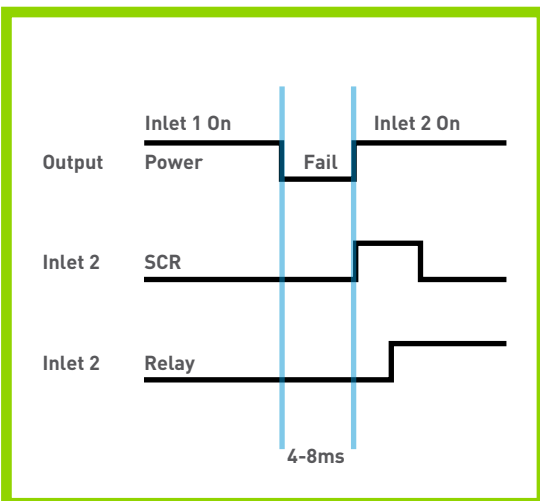 Inlet 1 On Inlet 2 On
Output Power Fail
Inlet 2 SCR
Inlet 2 Relay
4-8ms